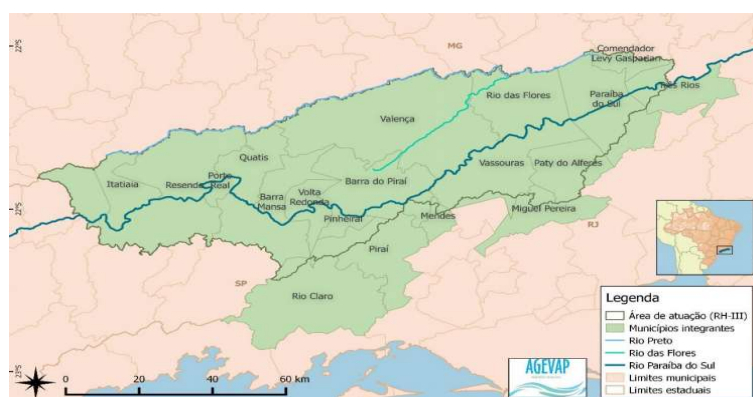 22°S
22°S
23°S
MG
Comendador
Levy Gasparian
Três Rios
Rio das Flores
Paraíba
do Sul
Valença
Quatis
Vassouras
Paty do Alferes
Itatiaia
Resende
Porto
Real
Barra
Mansa
Volta
Redonda
Barra do Piraí
Pinheiral
Mendes
Miguel Pereira
Piraí
RJ
SP
Rio Claro
0
20
40
60 km
AGEVAP
Legenda
Área de atuação (RH-III)
Municípios integrantes
Rio Preto
Rio das Flores
Rio Paraíba do Sul
Limites municipais
Limites estaduais